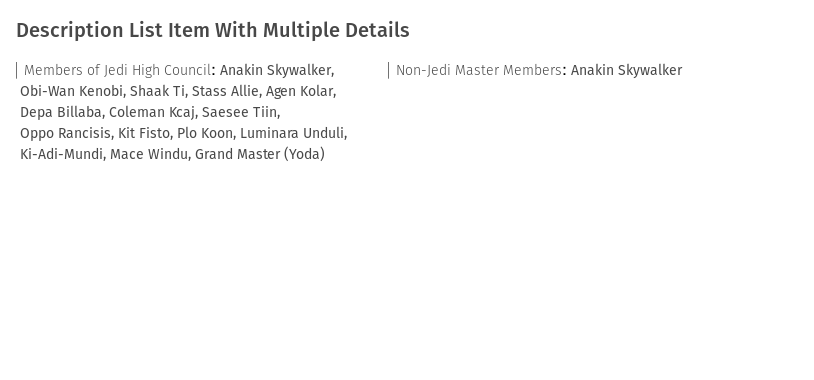 Description List Item With Multiple Details
Members of Jedi High Council: Anakin Skywalker,
Obi-Wan Kenobi, Shaak Ti, Stass Allie, Agen Kolar,
Depa Billaba, Coleman Kcaj, Saesee Tiin,
Oppo Rancisis, Kit Fisto, Plo Koon, Luminara Unduli,
Ki-Adi-Mundi, Mace Windu, Grand Master (Yoda)
Non-Jedi Master Members: Anakin Skywalker